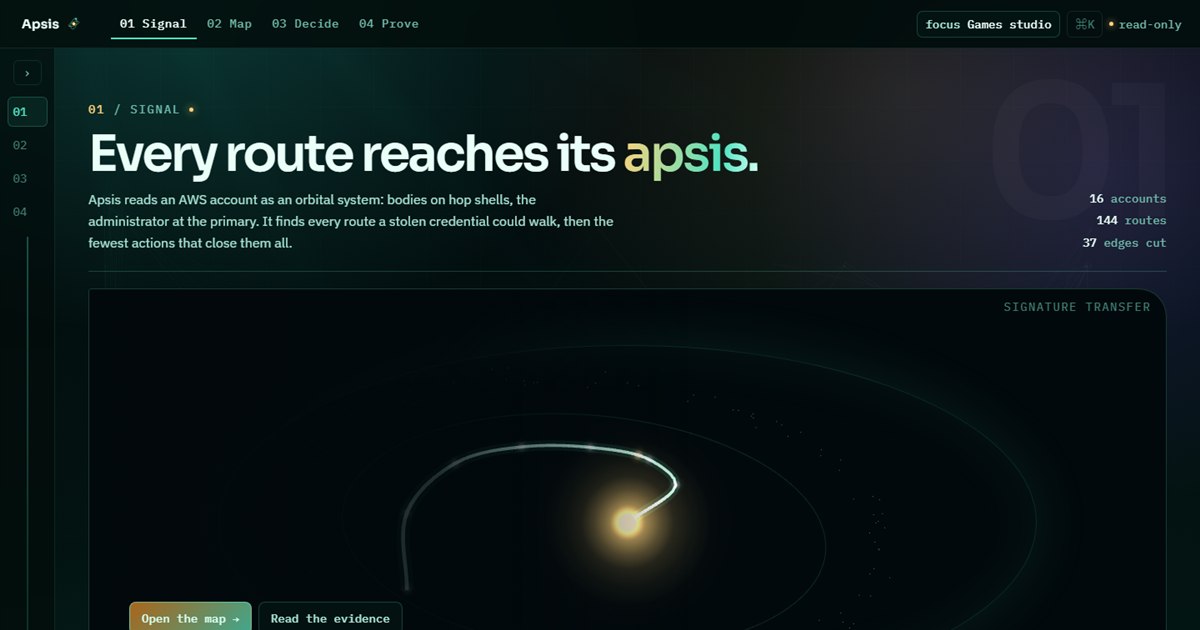 Apsis
01 Signal
02 Map
03 Decide
04 Prove
focus Games studio
⌘K
read-only
›
01
02
03
04
01 / SIGNAL
01
Every route reaches its apsis.
Apsis reads an AWS account as an orbital system: bodies on hop shells, the
administrator at the primary. It finds every route a stolen credential could walk, then the
fewest actions that close them all.
16 accounts
144 routes
37 edges cut
SIGNATURE TRANSFER
Open the map →
Read the evidence